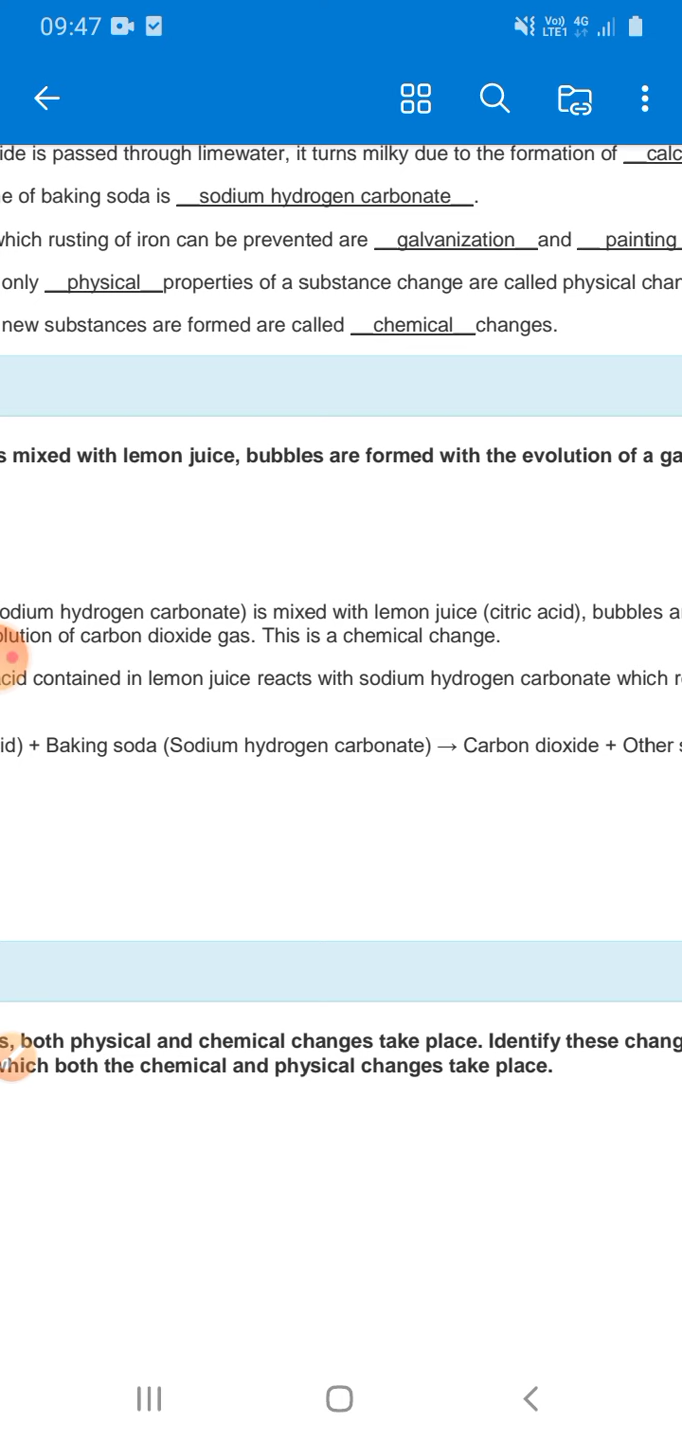 09:47
Vo)) 4G
LTE1
ide is passed through limewater, it turns milky due to the formation of __calc
e of baking soda is __sodium hydrogen carbonate__.
which rusting of iron can be prevented are __galvanization__and __painting
only __physical__properties of a substance change are called physical char
new substances are formed are called __chemical__changes.
s mixed with lemon juice, bubbles are formed with the evolution of a ga
odium hydrogen carbonate) is mixed with lemon juice (citric acid), bubbles a
olution of carbon dioxide gas. This is a chemical change.
acid contained in lemon juice reacts with sodium hydrogen carbonate which r
id) + Baking soda (Sodium hydrogen carbonate) → Carbon dioxide + Other s
s, both physical and chemical changes take place. Identify these chang
which both the chemical and physical changes take place.